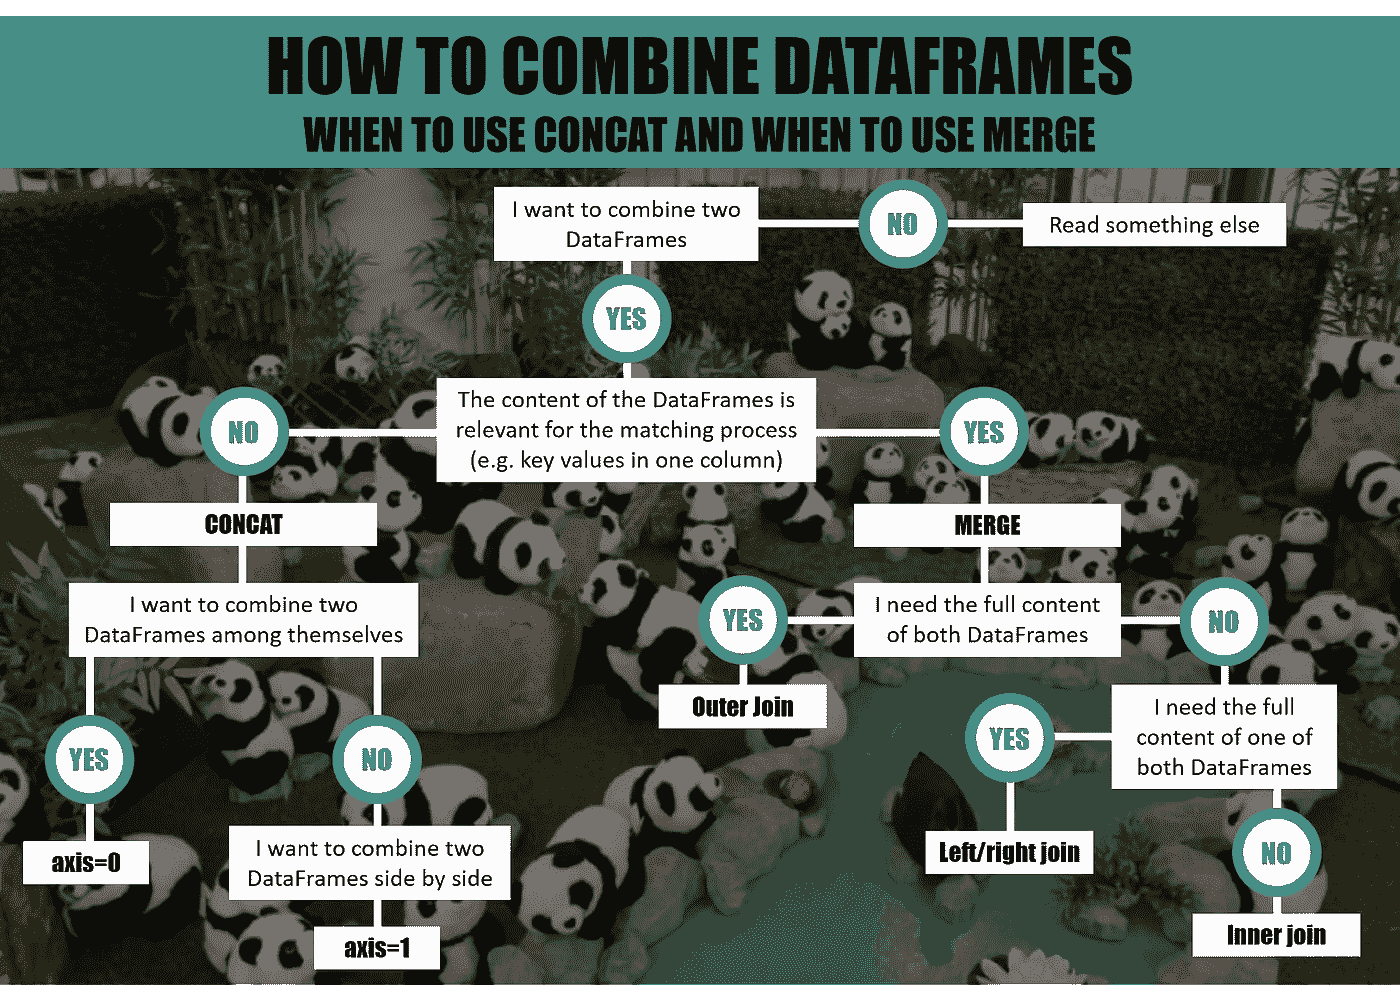 HOW TO COMBINE DATAFRAMES
WHEN TO USE CONCAT AND WHEN TO USE MERGE
I want to combine two
DataFrames
NO
Read something else
YES
The content of the DataFrames is
relevant for the matching process
(e.g. key values in one column)
NO
YES
CONCAT
MERGE
I want to combine two
DataFrames among themselves
YES
I need the full content
of both DataFrames
NO
Outer Join
YES
NO
YES
I need the full
content of one of
both DataFrames
axis=0
I want to combine two
DataFrames side by side
Left/right join
NO
axis=1
Inner join